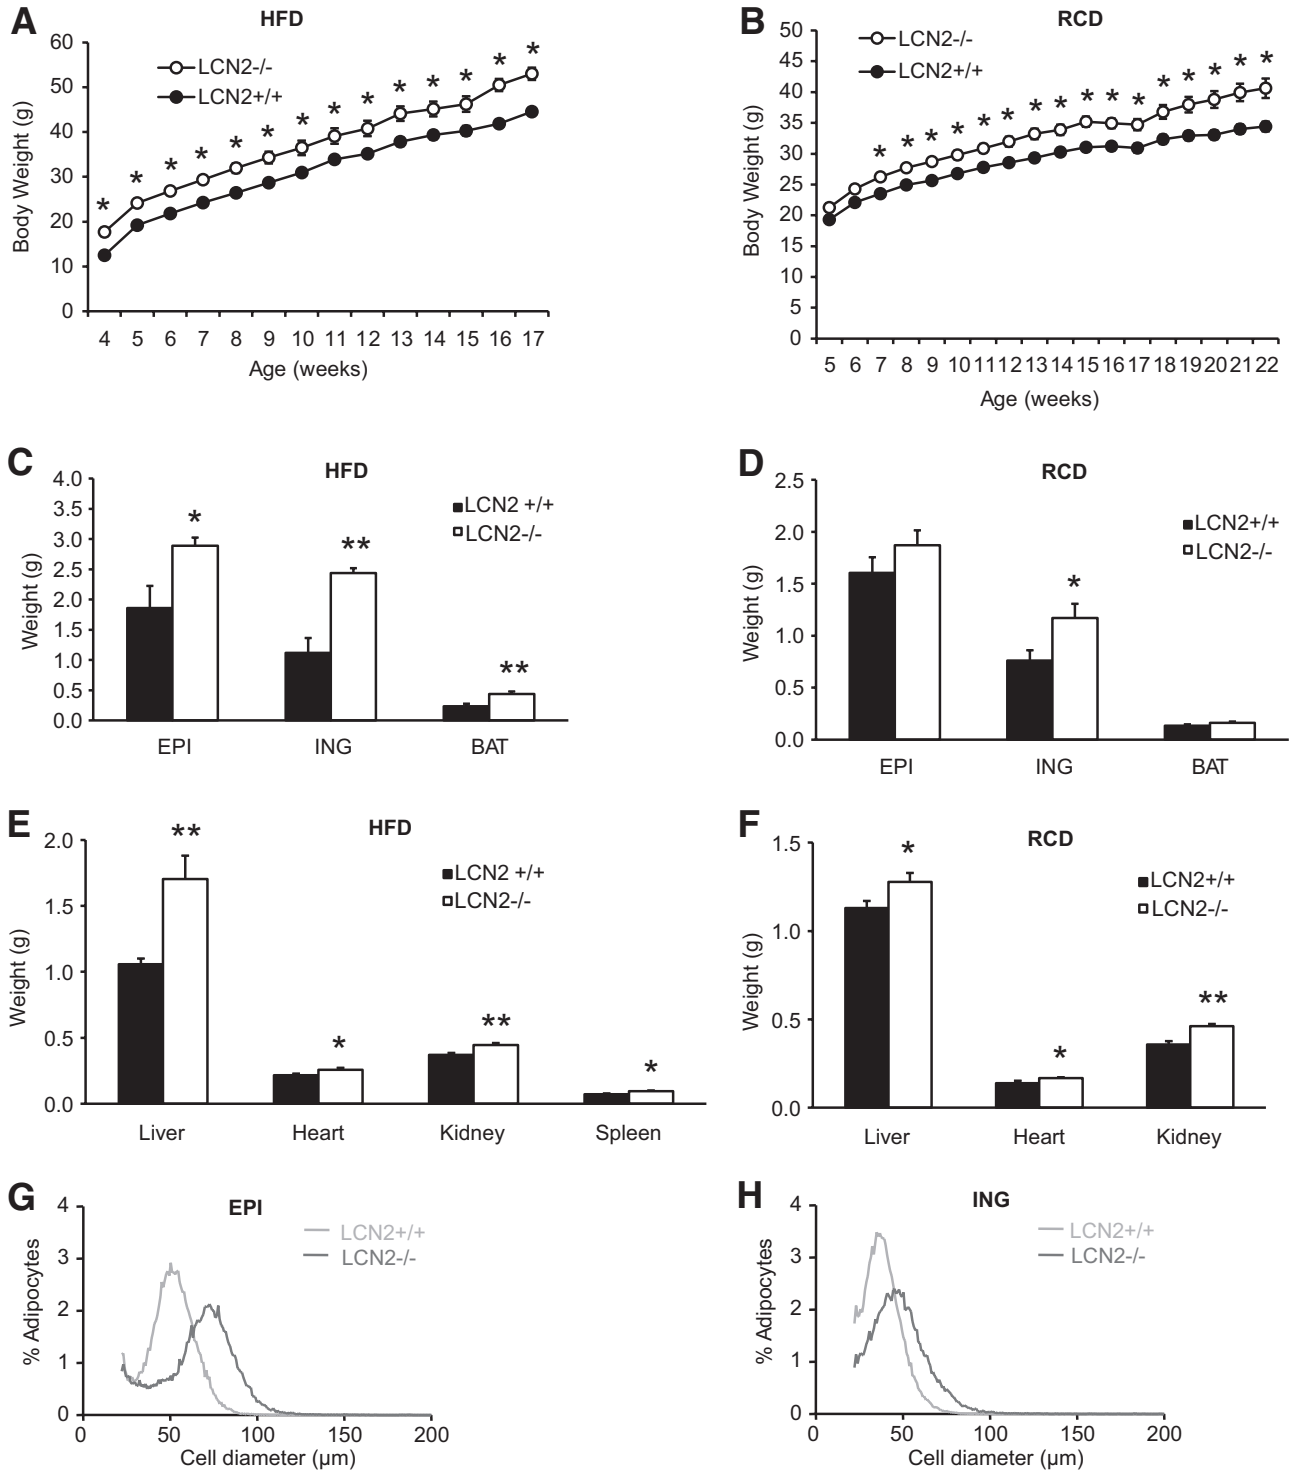 A
HFD
60
50
40
30
20
10
0
Body Weight (g)
LCN2-/-
LCN2+/+
* * * * * * * * * * * * * *
4 5 6 7 8 9 10 11 12 13 14 15 16 17
Age (weeks)
B
RCD
50
45
40
35
30
25
20
15
10
5
0
Body Weight (g)
LCN2-/-
LCN2+/+
* * * * * * * * * * * * * * * *
5 6 7 8 9 10 11 12 13 14 15 16 17 18 19 20 21 22
Age (weeks)
C
HFD
4.0
3.5
3.0
2.5
2.0
1.5
1.0
0.5
0.0
Weight (g)
LCN2 +/+
LCN2-/-
* ** **
EPI ING BAT
D
RCD
2.5
2.0
1.5
1.0
0.5
0.0
Weight (g)
LCN2+/+
LCN2-/-
*
EPI ING BAT
E
HFD
2.0
1.5
1.0
0.5
0.0
Weight (g)
LCN2 +/+
LCN2-/-
** * ** *
Liver Heart Kidney Spleen
F
RCD
1.5
1.0
0.5
0.0
Weight (g)
LCN2+/+
LCN2-/-
* * **
Liver Heart Kidney
G
EPI
4
3
2
1
0
% Adipocytes
LCN2+/+
LCN2-/-
0 50 100 150 200
Cell diameter (µm)
H
ING
4
3
2
1
0
% Adipocytes
LCN2+/+
LCN2-/-
0 50 100 150 200
Cell diameter (µm)